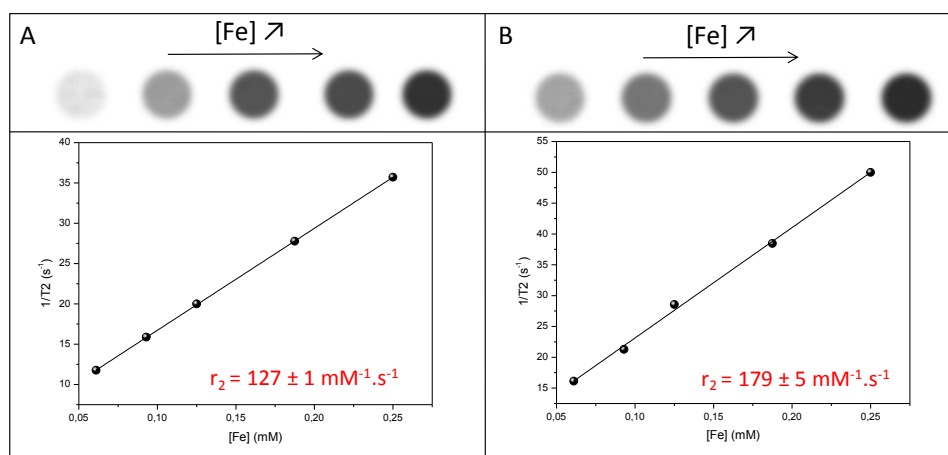 A
[Fe] ↗
B
[Fe] ↗
40
35
30
25
20
15
10
1/T2 (s⁻¹)
r₂ = 127 ± 1 mM⁻¹.s⁻¹
0,05 0,10 0,15 0,20 0,25
[Fe] (mM)
55
50
45
40
35
30
25
20
15
1/T2 (s⁻¹)
r₂ = 179 ± 5 mM⁻¹.s⁻¹
0,05 0,10 0,15 0,20 0,25
[Fe] (mM)